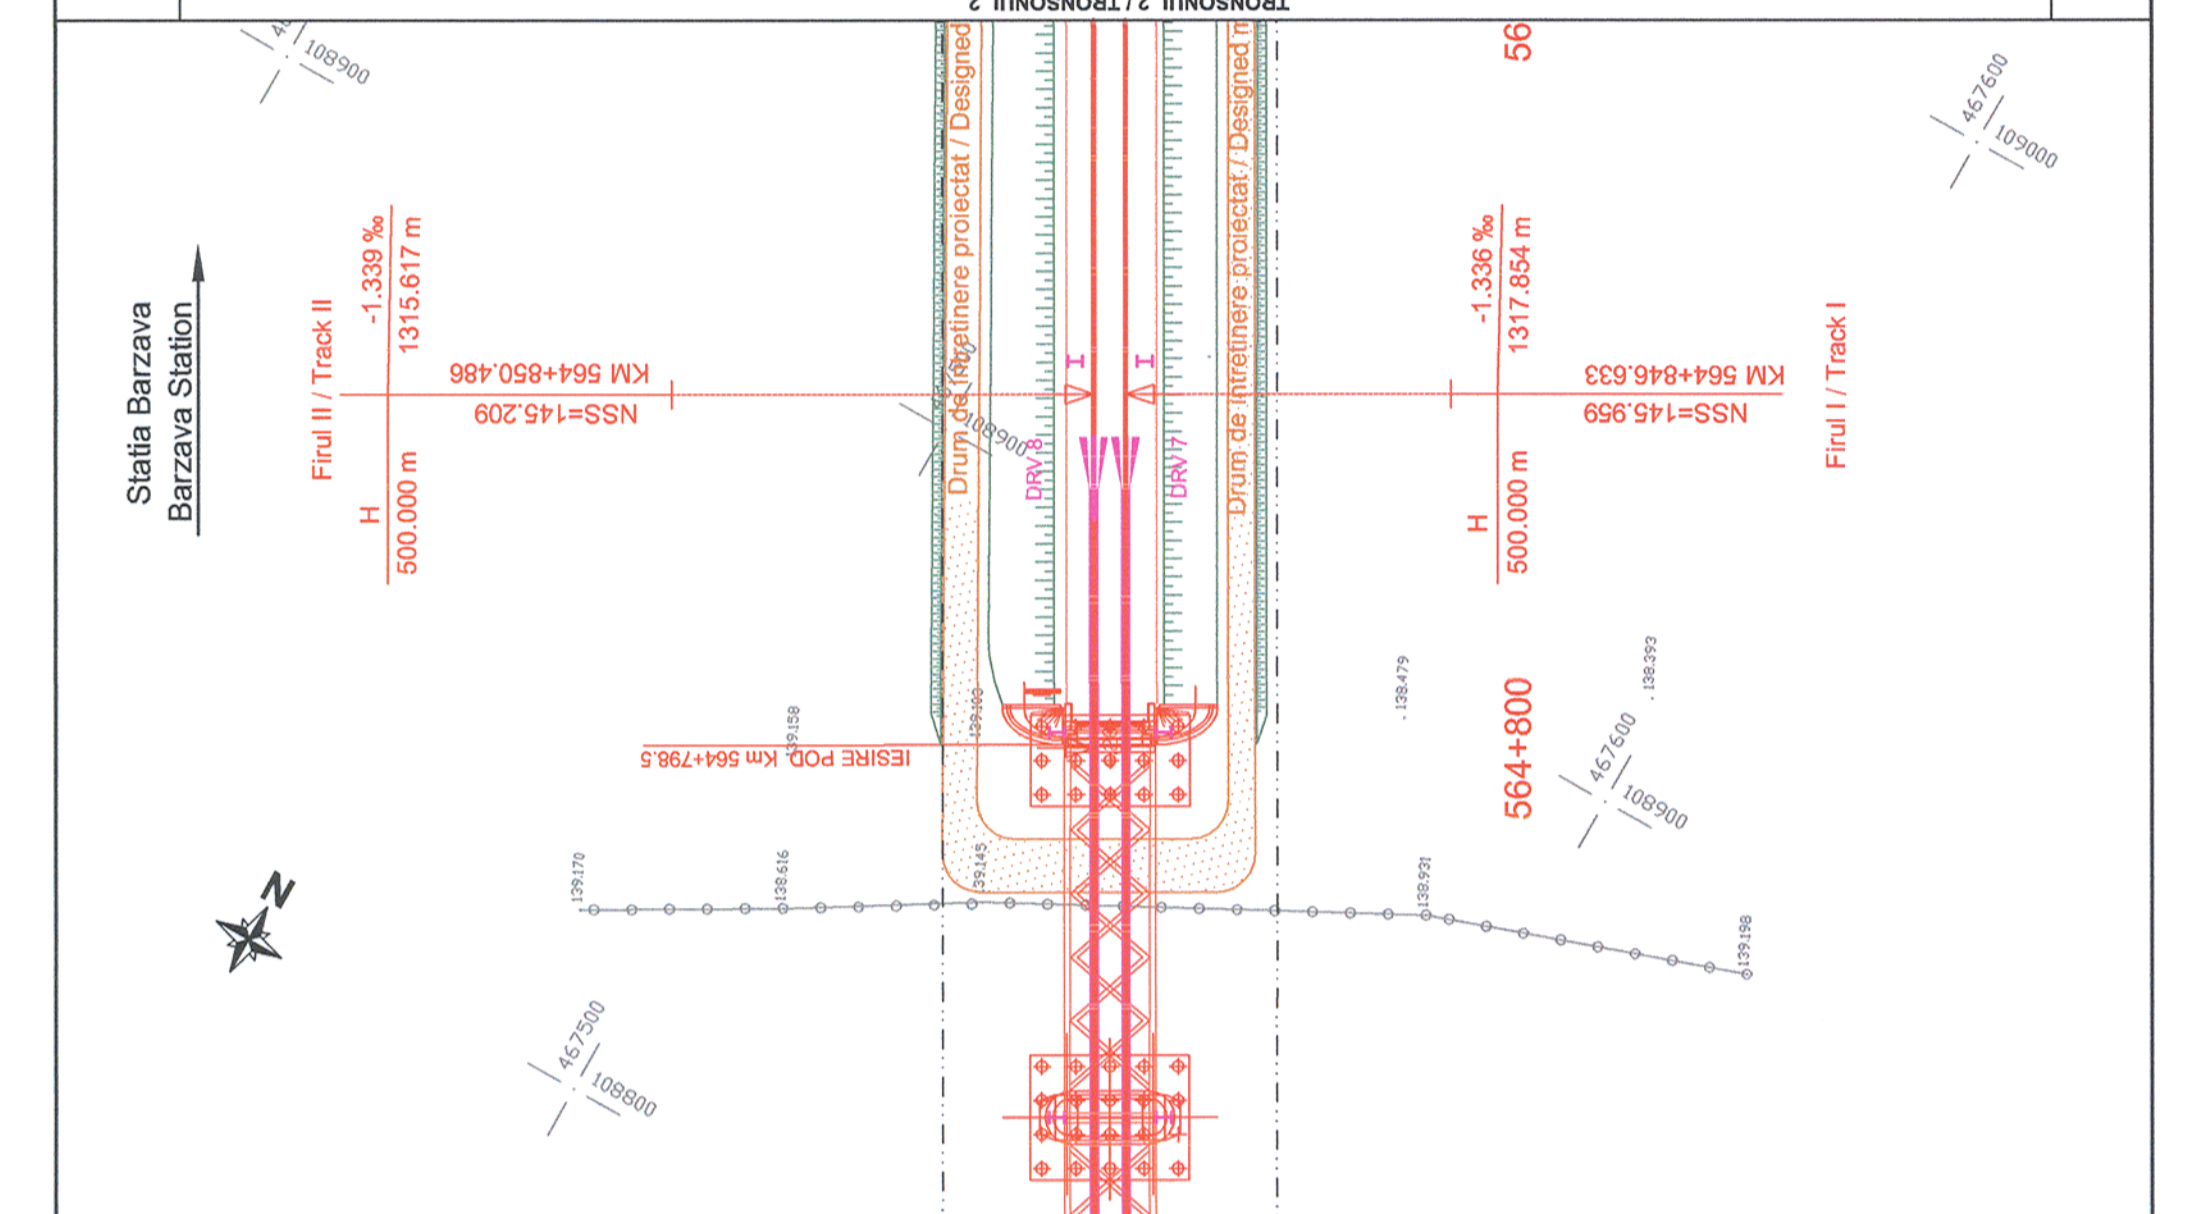 TRONSONUL 2 / TRONSONUL 2
108900
467600
109000
Statia Barzava
Barzava Station
Firul II / Track II
-1.339 ‰
1315.617 m
H
500.000 m
KM 564+850.486
NSS=145.209
Drum de intretinere proiectat / Designed
108900
DRV 8
I
I
DRV 7
Drum de intretinere proiectat / Designed m
56
-1.336 ‰
1317.854 m
H
500.000 m
KM 564+846.633
NSS=145.959
Firul I / Track I
139.158
IESIRE POD Km 564+798.5
138.479
138.393
564+800
467600
108900
N
139.170
138.616
139.145
138.931
139.198
467500
108800